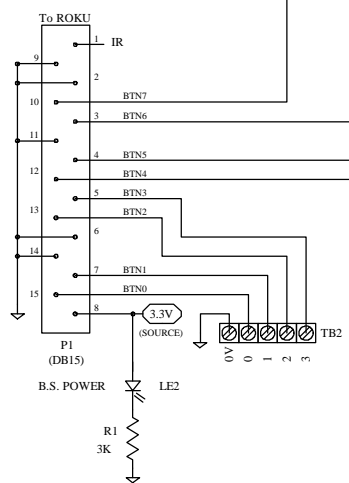 To ROKU
1 IR
9
2
10 BTN7
3 BTN6
11
4 BTN5
12 BTN4
5 BTN3
13 BTN2
6
14
7 BTN1
15 BTN0
8 3.3V
(SOURCE)
P1
(DB15)
TB2
0V 0 1 2 3
B.S. POWER LE2
R1
3K